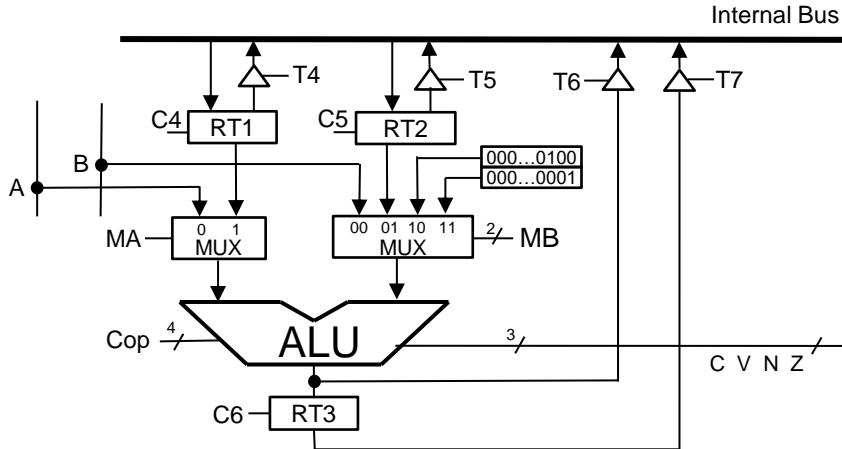 Internal Bus
T4
T5
T6
T7
C4
RT1
C5
RT2
B
000...0100
000...0001
A
MA
0 1
MUX
00 01 10 11
MUX
2
MB
Cop
4
ALU
3
C V N Z
C6
RT3